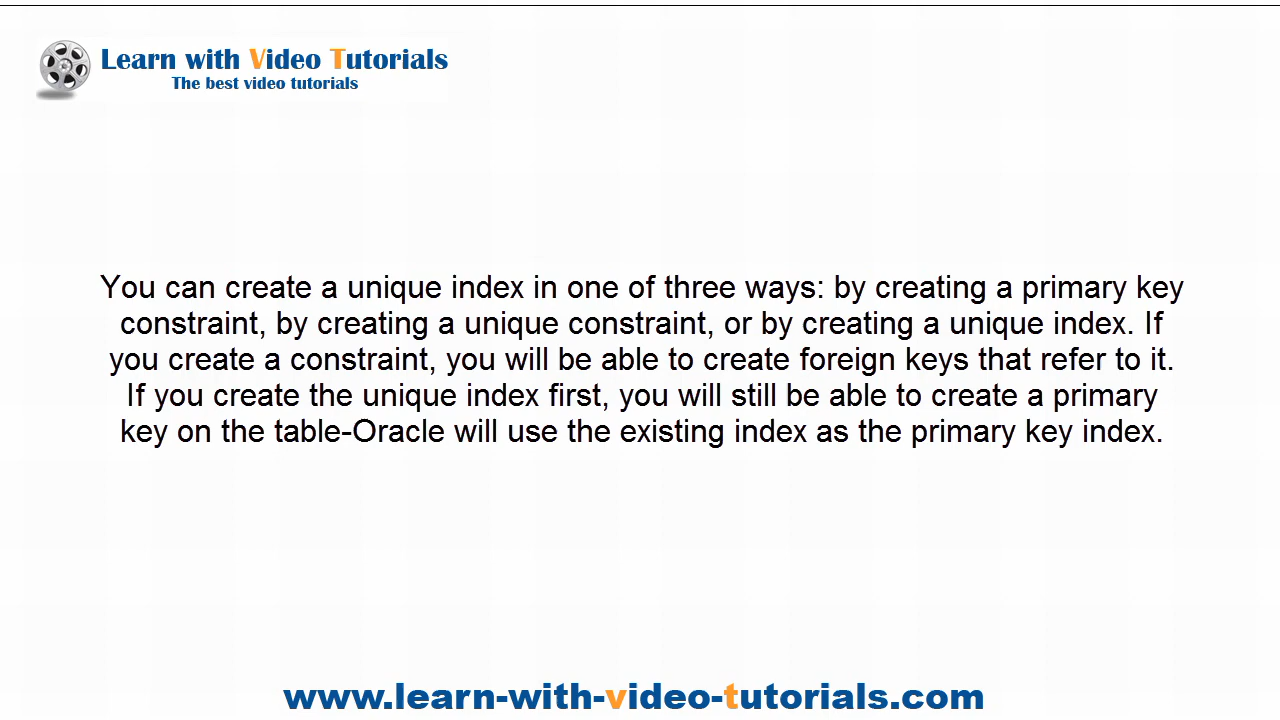 Learn with Video Tutorials
The best video tutorials
You can create a unique index in one of three ways: by creating a primary key
constraint, by creating a unique constraint, or by creating a unique index. If
you create a constraint, you will be able to create foreign keys that refer to it.
If you create the unique index first, you will still be able to create a primary
key on the table-Oracle will use the existing index as the primary key index.
www.learn-with-video-tutorials.com